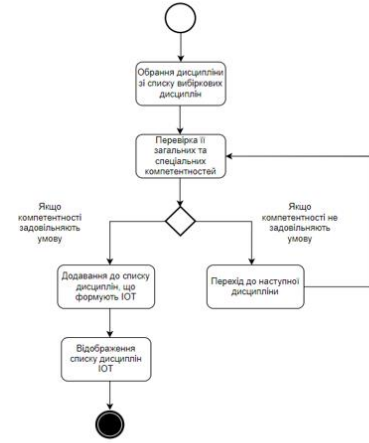 Обрання дисципліни
зі списку вибіркових
дисциплін
Перевірка її
загальних та
спеціальних
компетентностей
Якщо
компетентності
задовільняють
умову
Якщо
компетентності не
задовільняють
умову
Додавання до списку
дисциплін, що
формують ІОТ
Перехід до наступної
дисципліни
Відображення
списку дисциплін
ІОТ